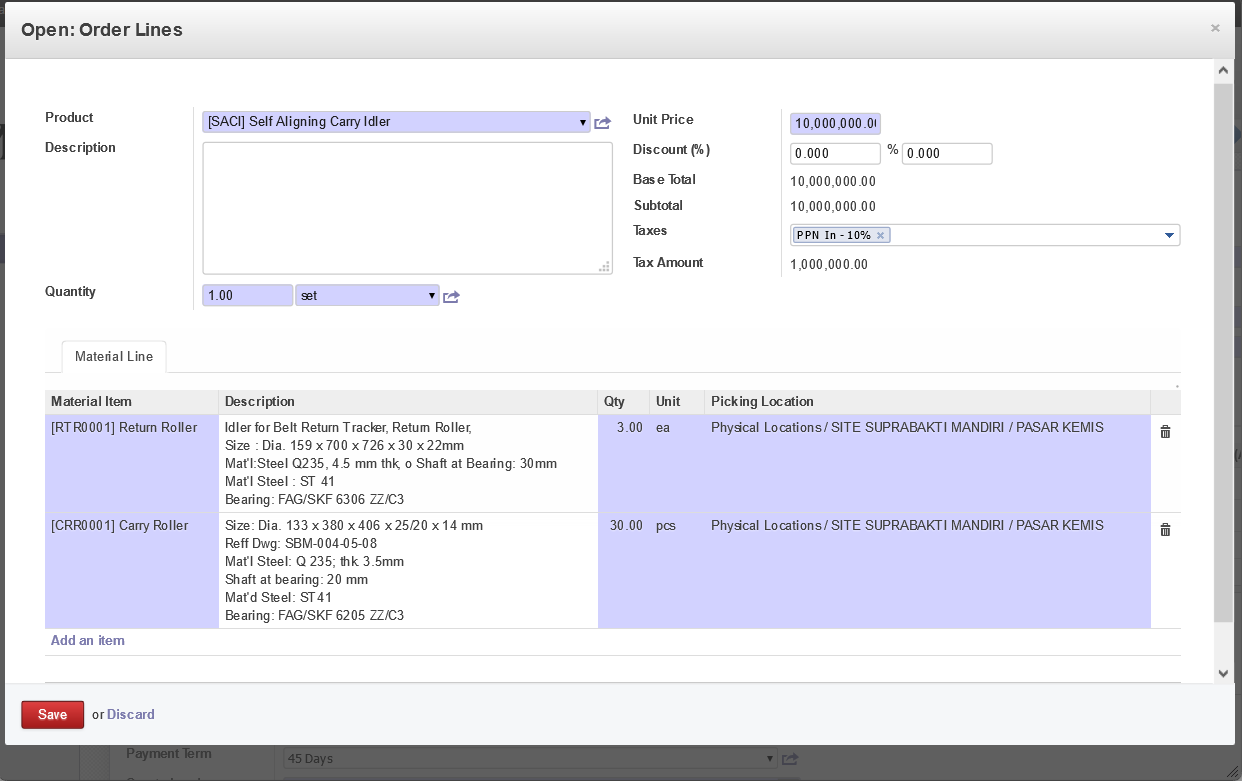 Open: Order Lines
×
Product
[SACI] Self Aligning Carry Idler
Description
Quantity
1.00 set
Unit Price
10,000,000.0
Discount (%)
0.000 % 0.000
Base Total
10,000,000.00
Subtotal
10,000,000.00
Taxes
PPN In - 10% ×
Tax Amount
1,000,000.00
Material Line
Material Item Description Qty Unit Picking Location
[RTR0001] Return Roller Idler for Belt Return Tracker, Return Roller, 3.00 ea Physical Locations / SITE SUPRABAKTI MANDIRI / PASAR KEMIS
Size : Dia. 159 x 700 x 726 x 30 x 22mm
Mat'l:Steel Q235, 4.5 mm thk, o Shaft at Bearing: 30mm
Mat'l Steel : ST 41
Bearing: FAG/SKF 6306 ZZ/C3
[CRR0001] Carry Roller Size: Dia. 133 x 380 x 406 x 25/20 x 14 mm 30.00 pcs Physical Locations / SITE SUPRABAKTI MANDIRI / PASAR KEMIS
Reff Dwg: SBM-004-05-08
Mat'l Steel: Q 235; thk. 3.5mm
Shaft at bearing: 20 mm
Mat'd Steel: ST41
Bearing: FAG/SKF 6205 ZZ/C3
Add an item
Save or Discard
Payment Term 45 Days